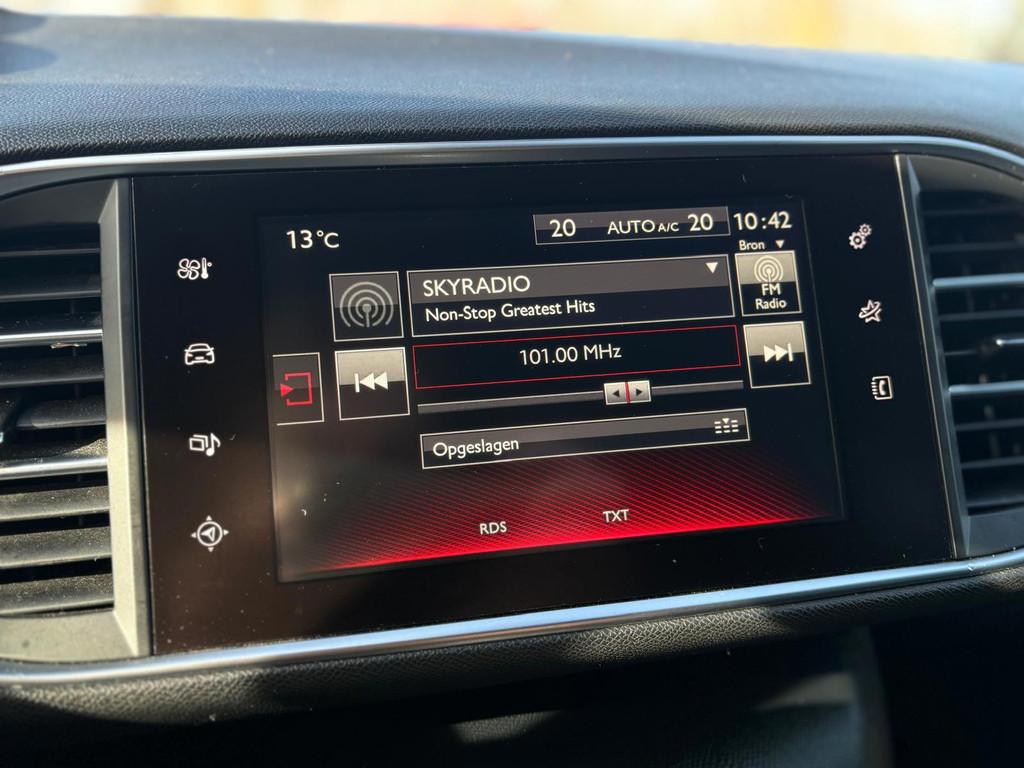 13°C
20 AUTO A/C 20
10:42
Bron
SKYRADIO
Non-Stop Greatest Hits
FM
Radio
101.00 MHz
Opgeslagen
RDS
TXT